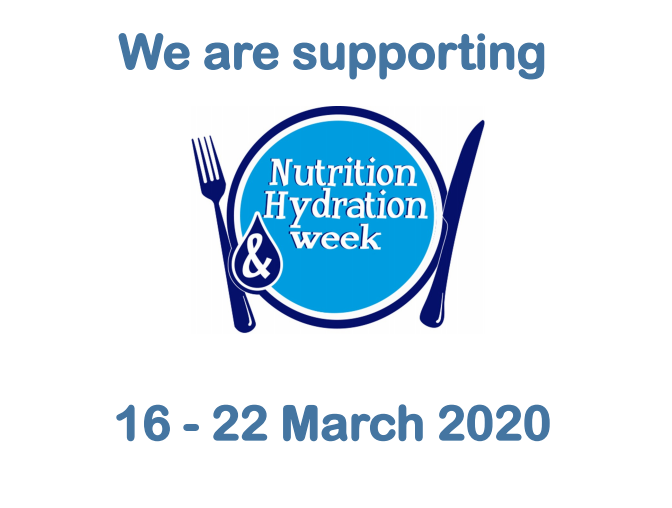 We are supporting
Nutrition
& Hydration
week
16 - 22 March 2020